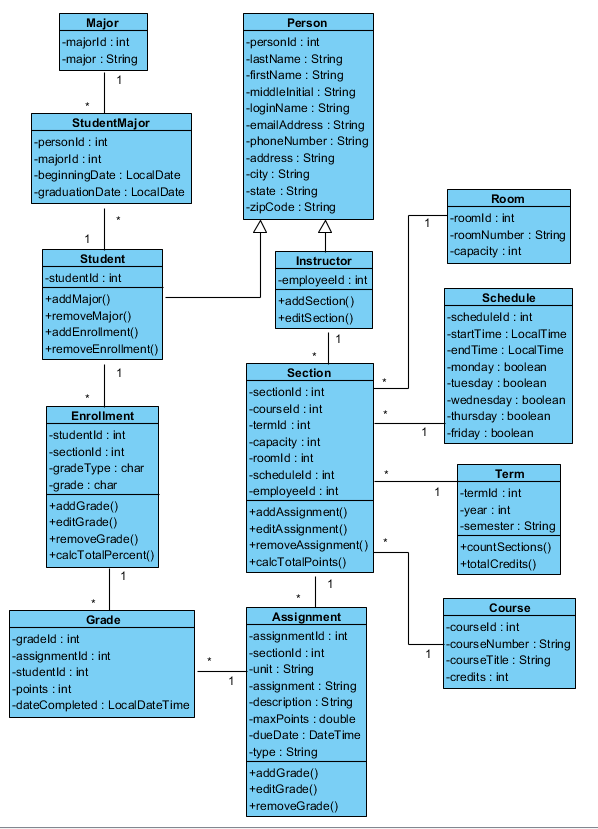 Major
-majorId : int
-major : String
1
*
StudentMajor
-personId : int
-majorId : int
-beginningDate : LocalDate
-graduationDate : LocalDate
*
1
Student
-studentId : int
+addMajor()
+removeMajor()
+addEnrollment()
+removeEnrollment()
1
*
Enrollment
-studentId : int
-sectionId : int
-gradeType : char
-grade : char
+addGrade()
+editGrade()
+removeGrade()
+calcTotalPercent()
1
*
Grade
-gradeId : int
-assignmentId : int
-studentId : int
-points : int
-dateCompleted : LocalDateTime
*
1
Person
-personId : int
-lastName : String
-firstName : String
-middleInitial : String
-loginName : String
-emailAddress : String
-phoneNumber : String
-address : String
-city : String
-state : String
-zipCode : String
Instructor
-employeeId : int
+addSection()
+editSection()
1
*
Section
-sectionId : int
-courseId : int
-termId : int
-capacity : int
-roomId : int
-scheduleId : int
-employeeId : int
+addAssignment()
+editAssignment()
+removeAssignment()
+calcTotalPoints()
1
*
Assignment
-assignmentId : int
-sectionId : int
-unit : String
-assignment : String
-description : String
-maxPoints : double
-dueDate : DateTime
-type : String
+addGrade()
+editGrade()
+removeGrade()
Room
-roomId : int
-roomNumber : String
-capacity : int
1
*
Schedule
-scheduleId : int
-startTime : LocalTime
-endTime : LocalTime
-monday : boolean
-tuesday : boolean
-wednesday : boolean
-thursday : boolean
-friday : boolean
*
1
Term
-termId : int
-year : int
-semester : String
+countSections()
+totalCredits()
*
1
Course
-courseId : int
-courseNumber : String
-courseTitle : String
-credits : int
*
1